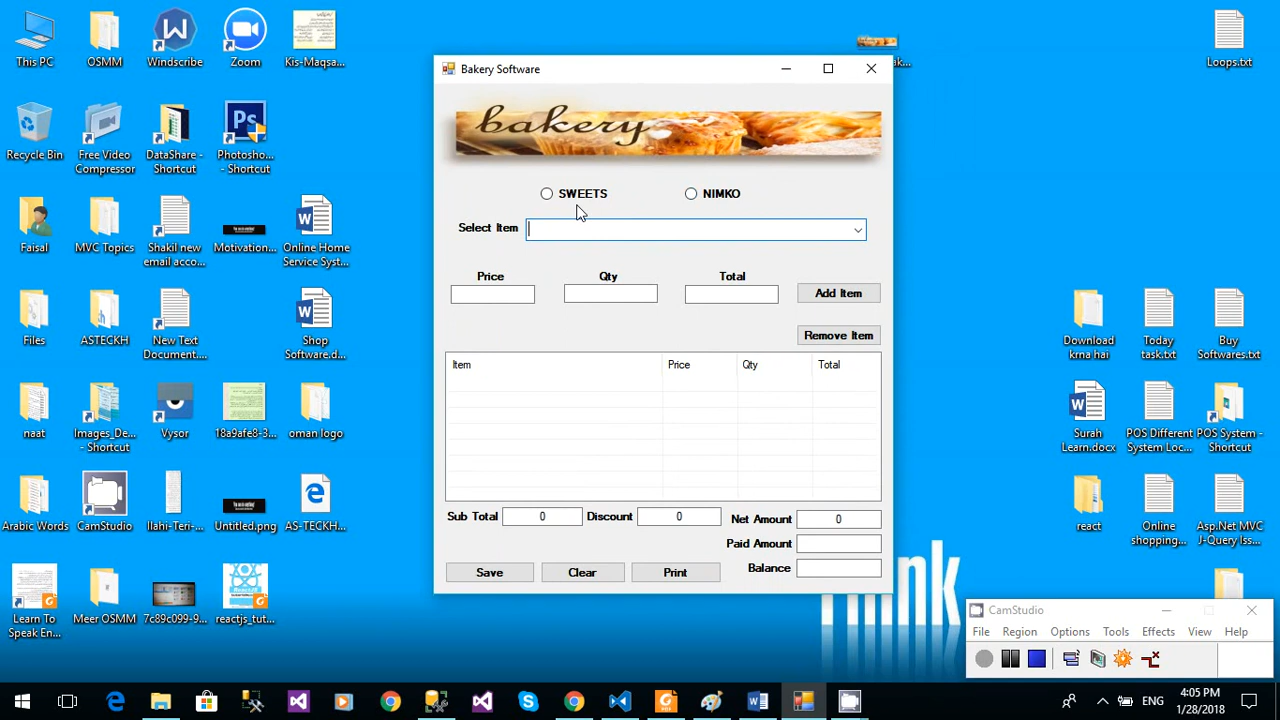 This PC
OSMM
Windscribe
Zoom
Kis-Maqsa...
Loops.txt
Recycle Bin
Free Video Compressor
DataShare - Shortcut
Photosho... - Shortcut
Faisal
MVC Topics
Shakil new email acco...
Motivation...
Online Home Service Syst...
Files
ASTECKH
New Text Document....
Shop Software.d...
naat
Images_De... - Shortcut
Vysor
18a9afe8-3...
oman logo
Arabic Words
CamStudio
Ilahi-Teri-...
Untitled.png
AS-TECKH...
Learn To Speak En...
Meer OSMM
7c89c099-9...
reactjs_tut...
Bakery Software
bakery
SWEETS
NIMKO
Select Item
Price
Qty
Total
Add Item
Remove Item
Item Price Qty Total
Sub Total 0 Discount 0 Net Amount 0
Paid Amount
Balance
Save Clear Print
Download krna hai
Today task.txt
Buy Softwares.txt
Surah Learn.docx
POS Different System Loc...
POS System - Shortcut
react
Online shopping...
Asp.Net MVC J-Query Iss...
CamStudio
File Region Options Tools Effects View Help
ENG
4:05 PM
1/28/2018